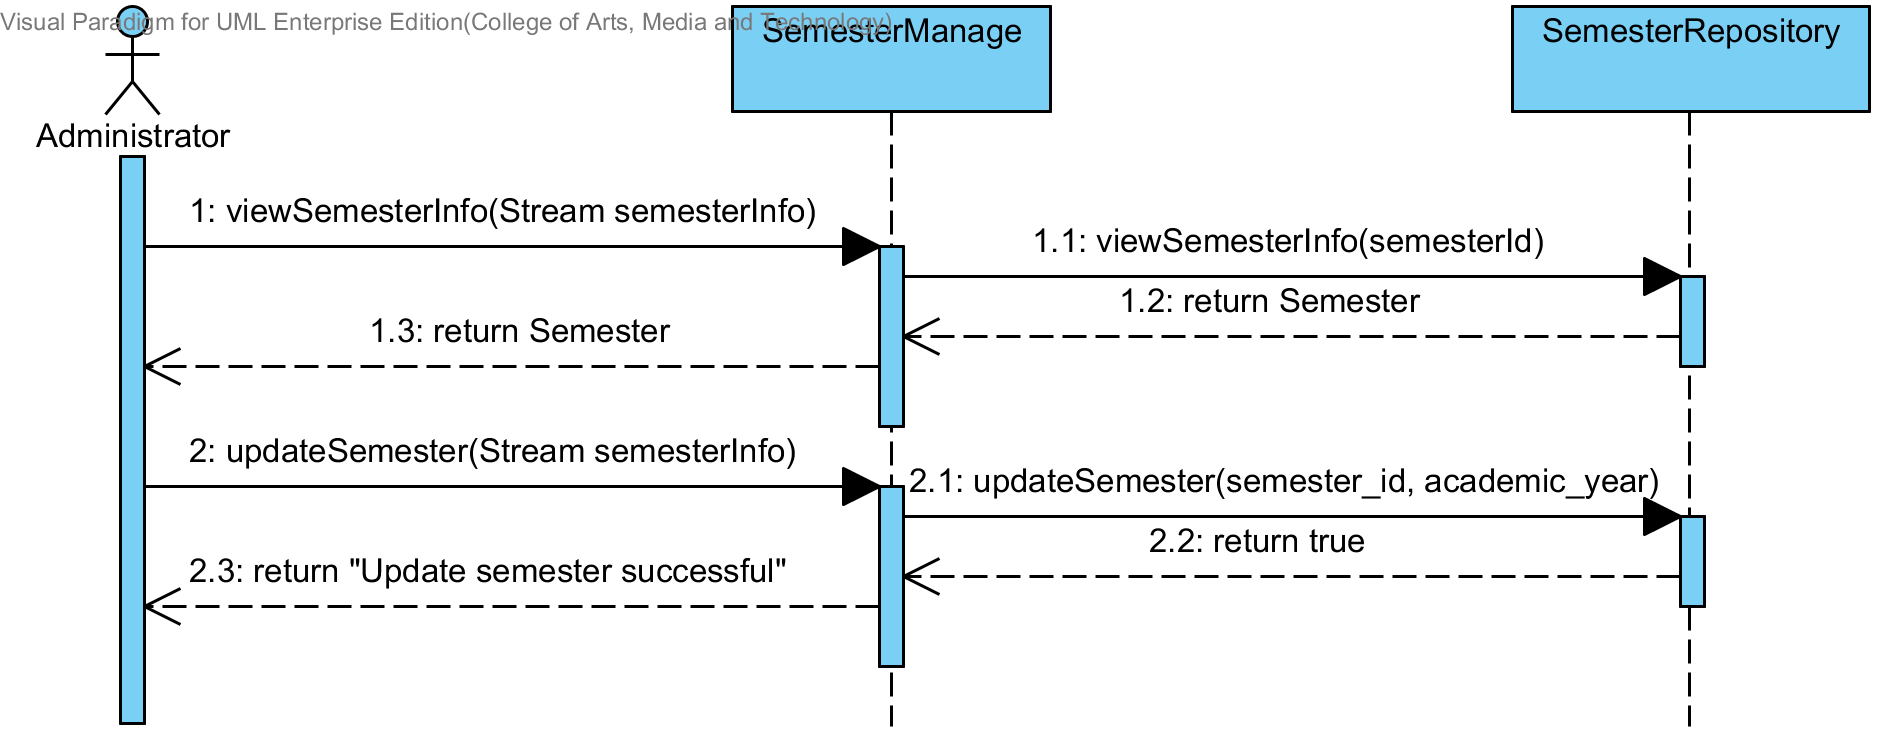 Visual Paradigm for UML Enterprise Edition(College of Arts, Media and Technology)
SemesterManage
SemesterRepository
Administrator
1: viewSemesterInfo(Stream semesterInfo)
1.1: viewSemesterInfo(semesterId)
1.2: return Semester
1.3: return Semester
2: updateSemester(Stream semesterInfo)
2.1: updateSemester(semester_id, academic_year)
2.2: return true
2.3: return "Update semester successful"